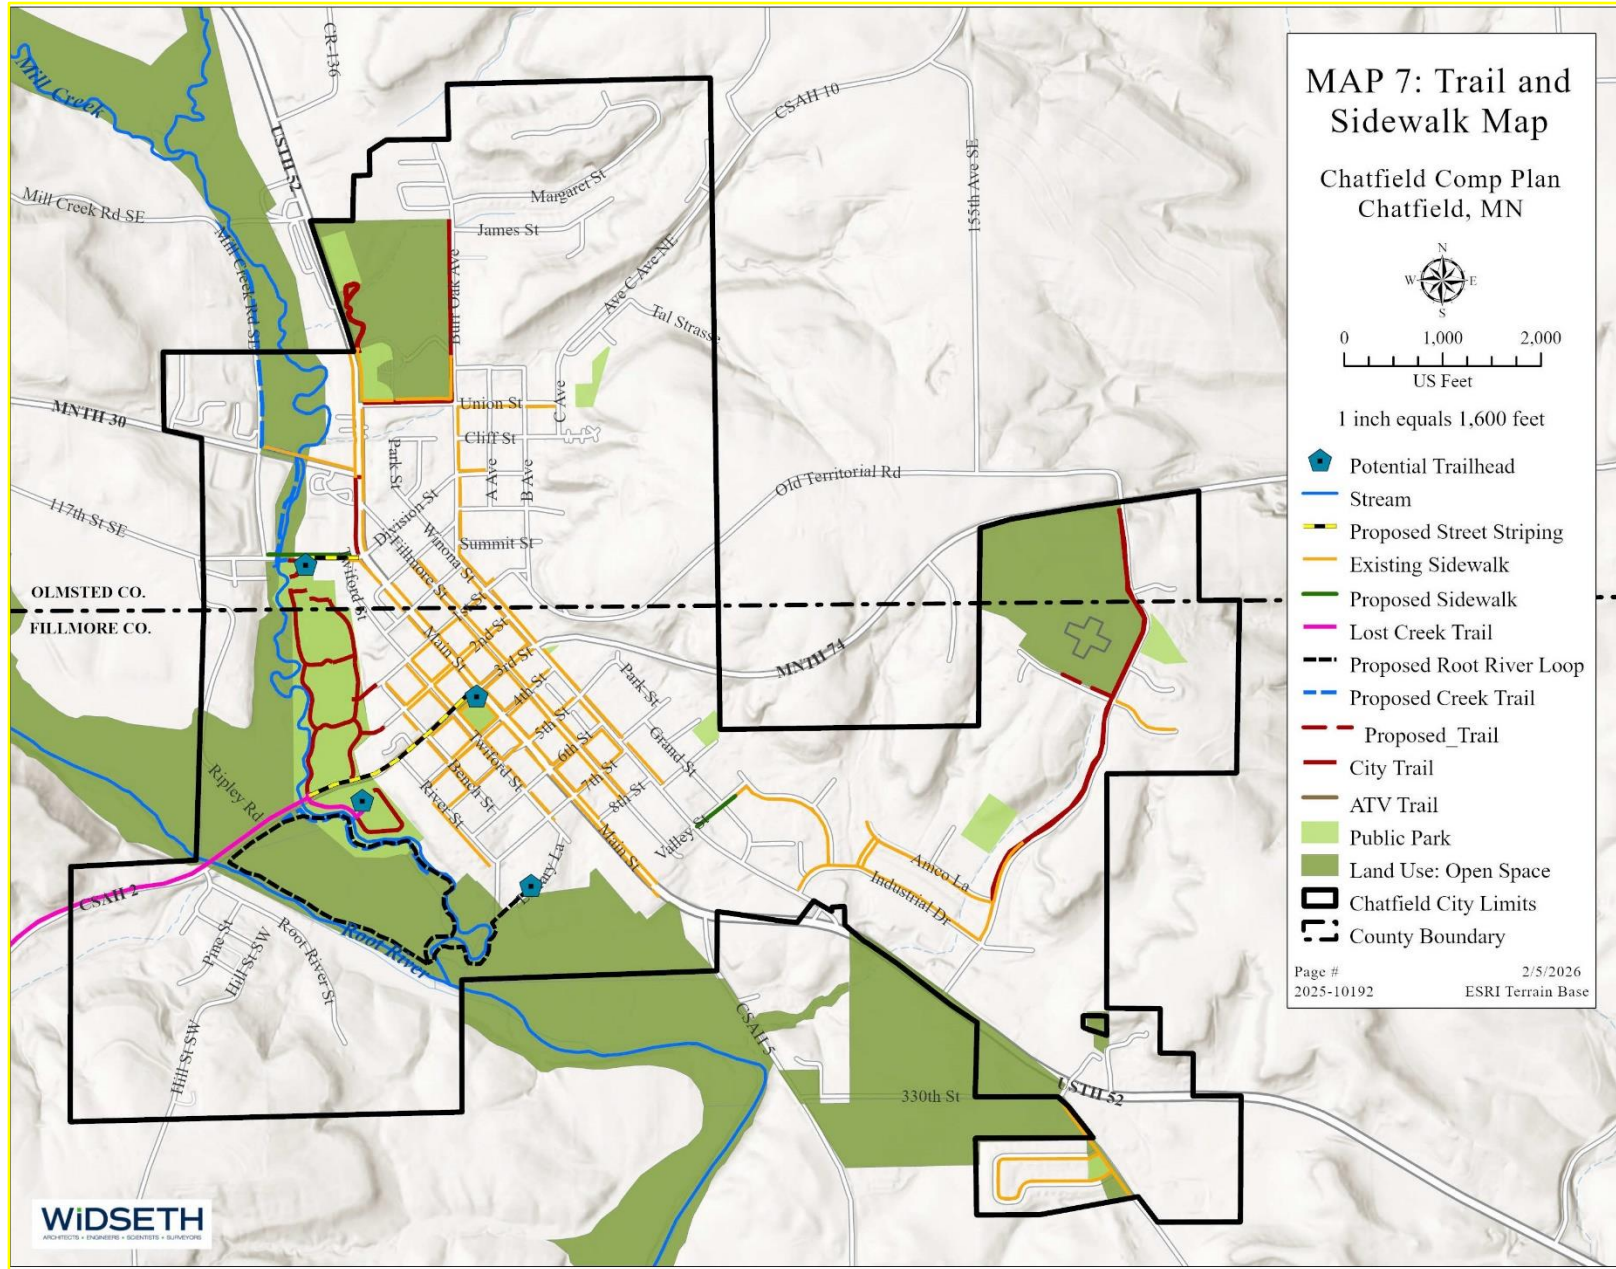 MAP 7: Trail and
Sidewalk Map
Chatfield Comp Plan
Chatfield, MN
N
W
E
S
0 1,000 2,000
US Feet
1 inch equals 1,600 feet
Potential Trailhead
Stream
Proposed Street Striping
Existing Sidewalk
Proposed Sidewalk
Lost Creek Trail
Proposed Root River Loop
Proposed Creek Trail
Proposed_Trail
City Trail
ATV Trail
Public Park
Land Use: Open Space
Chatfield City Limits
County Boundary
Page # 2/5/2026
2025-10192 ESRI Terrain Base
Mill Creek
CR-136
USTH 52
CSAH 10
155th Ave SE
Margaret St
Mill Creek Rd SE
James St
Mill Creek Rd SE
Burr Oak Ave
Ave C Ave NE
Tal Strasse
MNTH 30
Union St
C Ave
Cliff St
Park St
A Ave
B Ave
Old Territorial Rd
117th St SE
Division St
Winona St
Fillmore St
Summit St
Twiford St
OLMSTED CO.
FILLMORE CO.
1st St
2nd St
Main St
3rd St
MNTH 74
Park St
4th St
5th St
Grand St
Twiford St
6th St
Bench St
7th St
River St
8th St
Ripley Rd
Main St
Valley St
Amco La
Industrial Dr
CSAH 2
Pine St
Hill St SW
Root River St
Root River
CSAH 5
Hill St SW
330th St
USTH 52
WiDSETH
ARCHITECTS • ENGINEERS • SCIENTISTS • SURVEYORS